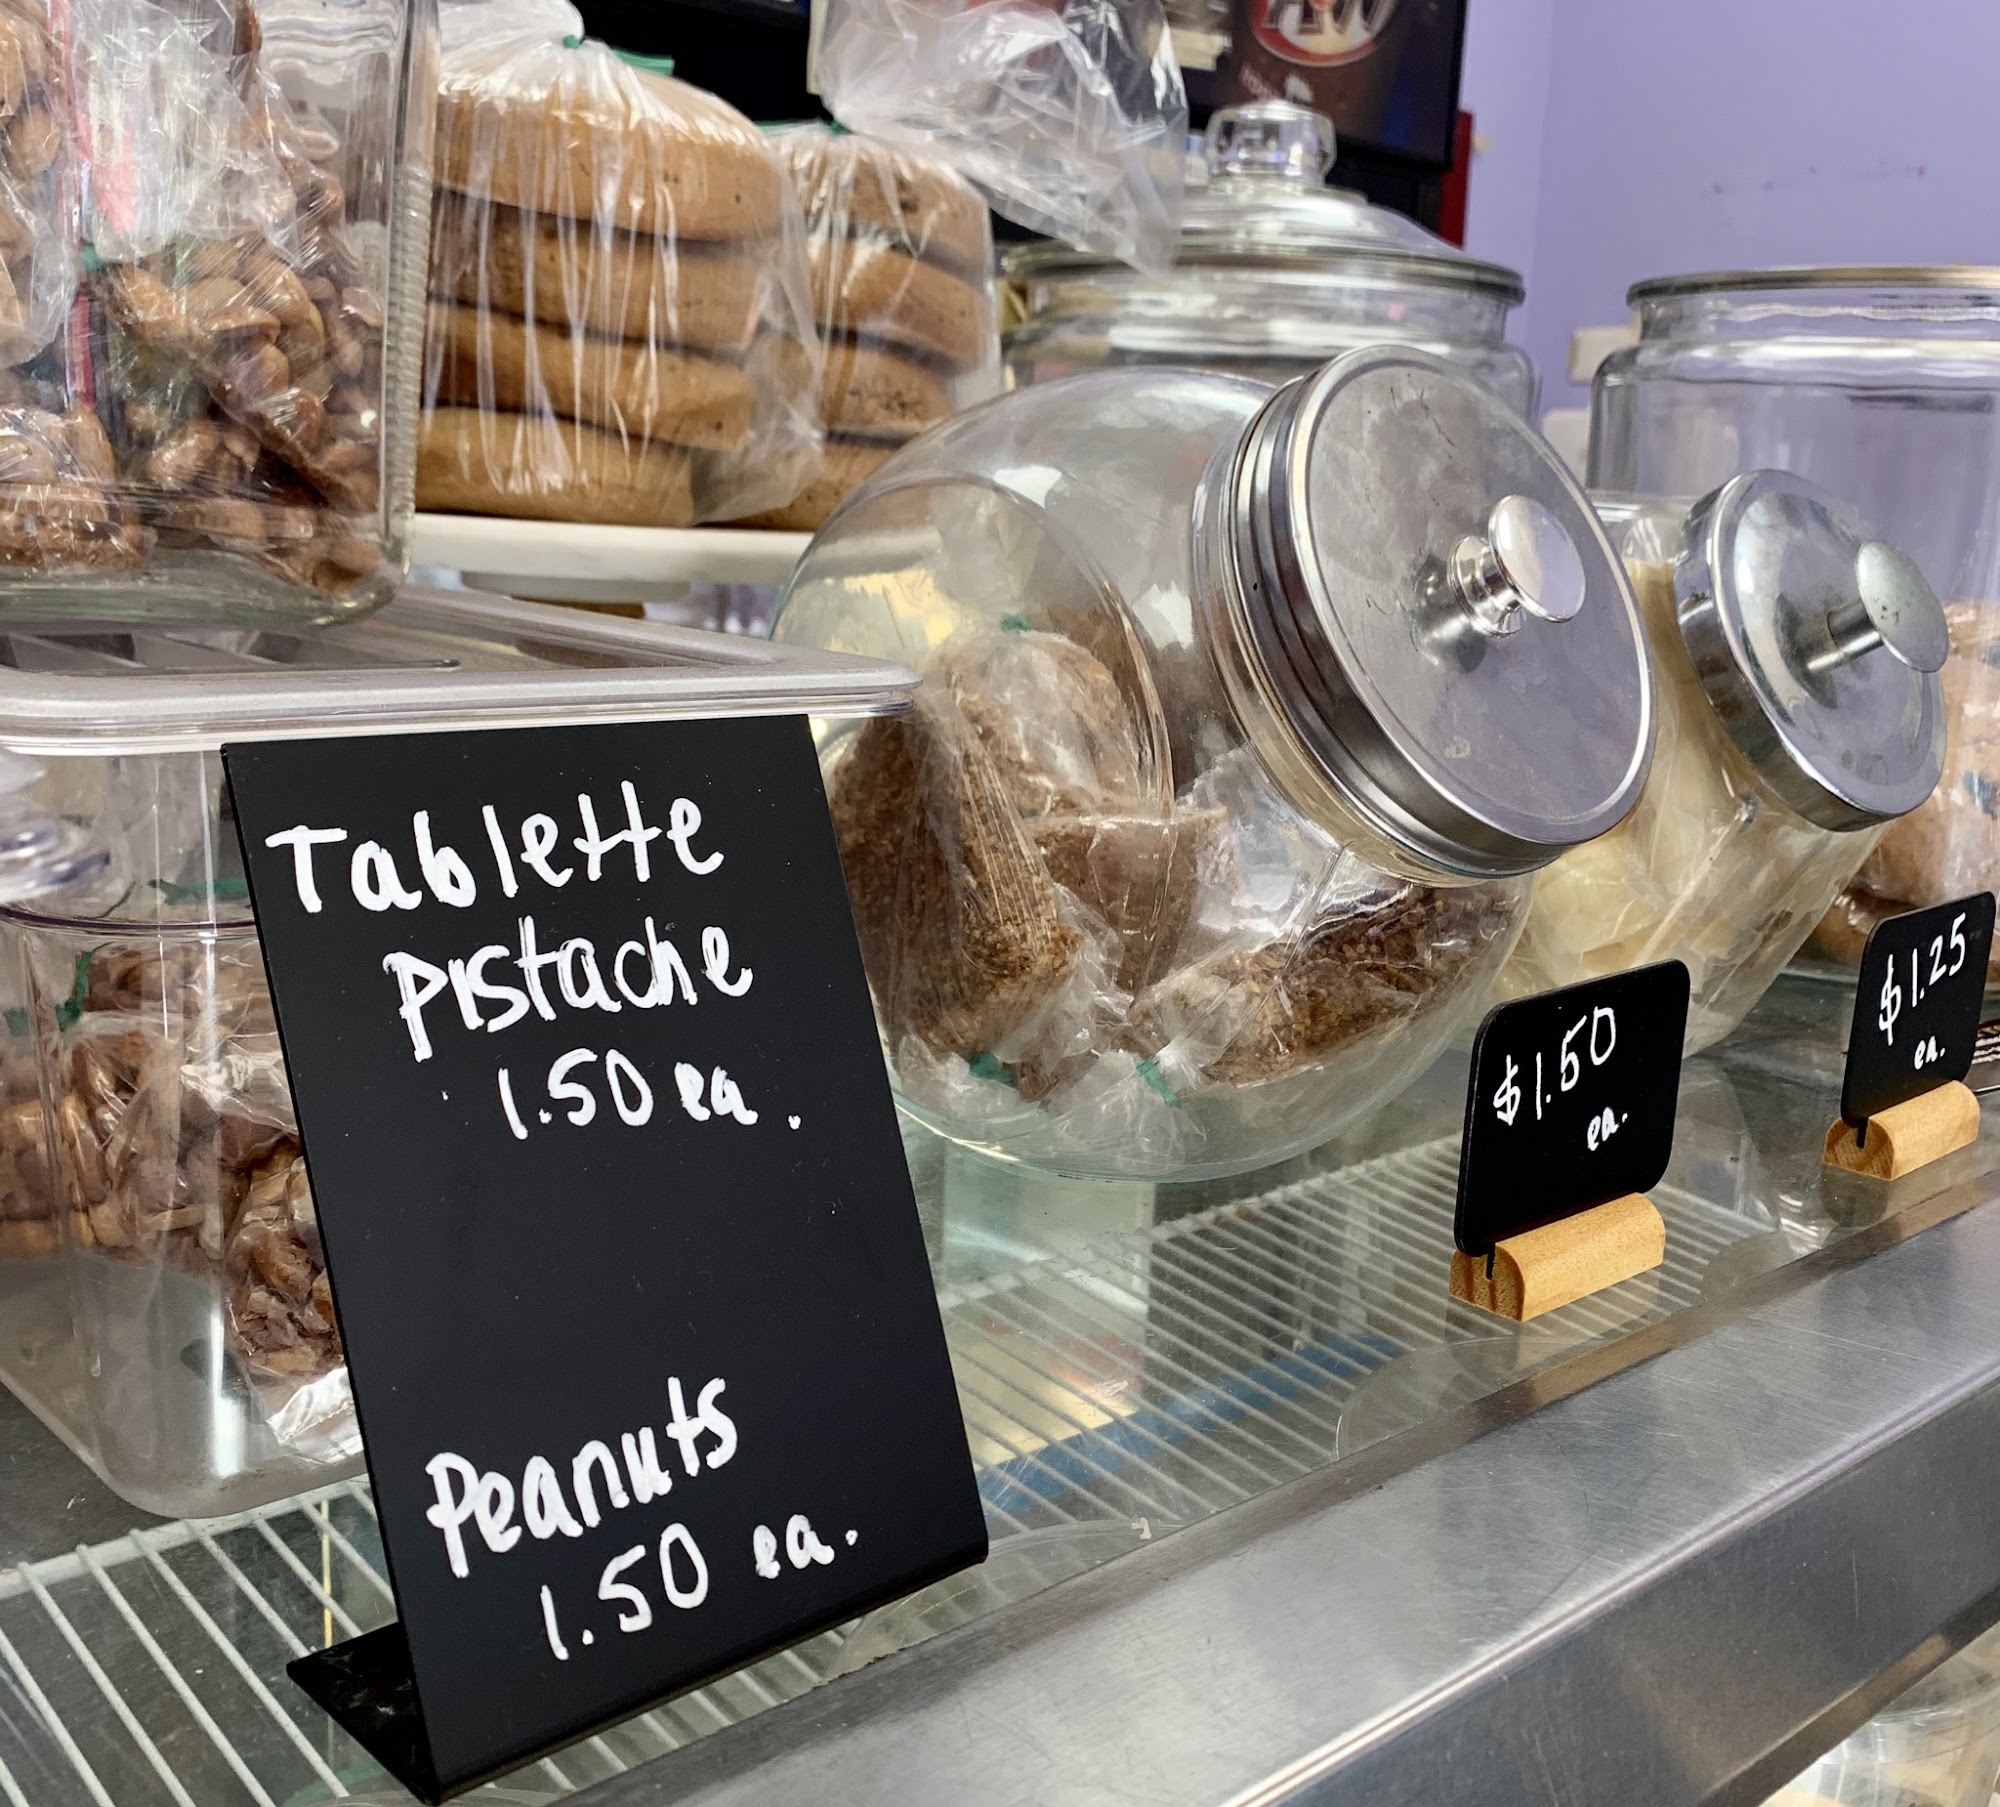 A&W
Tablette
Pistache
1.50 ea.
Peanuts
1.50 ea.
$1.50
ea.
$1.25
ea.